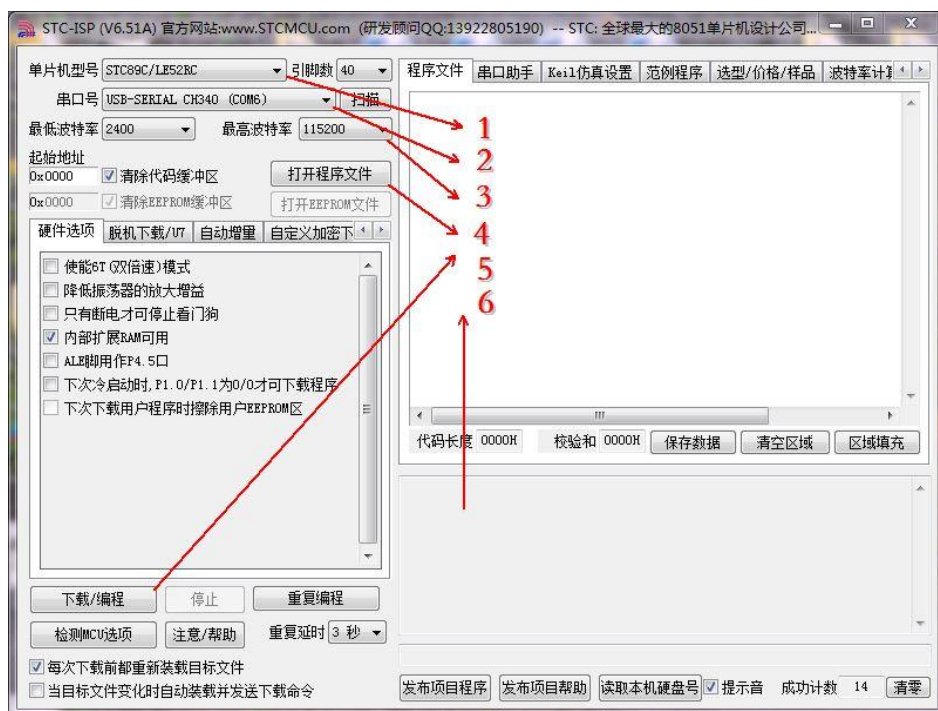 STC-ISP (V6.51A) 官方网站:www.STCMCU.com (研发顾问QQ:13922805190) -- STC: 全球最大的8051单片机设计公司...
单片机型号 STC89C/LE52RC 引脚数 40
串口号 USB-SERIAL CH340 (COM6) 扫描
最低波特率 2400 最高波特率 115200
起始地址
0x0000 清除代码缓冲区 打开程序文件
0x0000 清除EEPROM缓冲区 打开EEPROM文件
硬件选项 脱机下载/U7 自动增量 自定义加密下
使能6T(双倍速)模式
降低振荡器的放大增益
只有断电才可停止看门狗
内部扩展RAM可用
ALE脚用作P4.5口
下次冷启动时,P1.0/P1.1为0/0才可下载程序
下次下载用户程序时擦除用户EEPROM区
下载/编程 停止 重复编程
检测MCU选项 注意/帮助 重复延时 3 秒
每次下载前都重新装载目标文件
当目标文件变化时自动装载并发送下载命令
程序文件 串口助手 Keil仿真设置 范例程序 选型/价格/样品 波特率计
1
2
3
4
5
6
代码长度 0000H 校验和 0000H 保存数据 清空区域 区域填充
发布项目程序 发布项目帮助 读取本机硬盘号 提示音 成功计数 14 清零